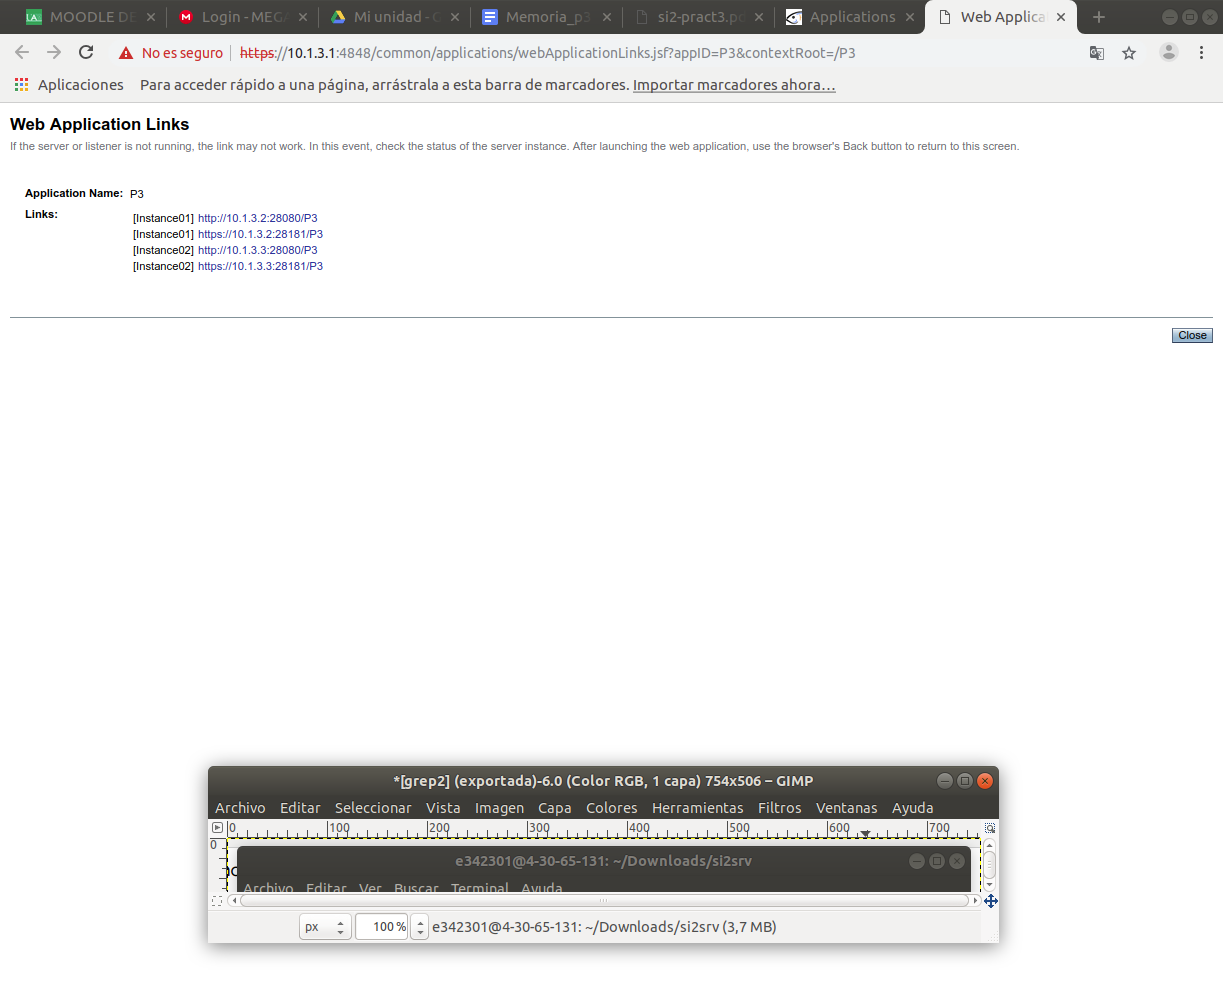 MOODLE DE Login - MEGA Mi unidad - G Memoria_p3 si2-pract3.pd Applications Web Applica
No es seguro https://10.1.3.1:4848/common/applications/webApplicationLinks.jsf?appID=P3&contextRoot=/P3
Aplicaciones Para acceder rápido a una página, arrástrala a esta barra de marcadores. Importar marcadores ahora...
Web Application Links
If the server or listener is not running, the link may not work. In this event, check the status of the server instance. After launching the web application, use the browser's Back button to return to this screen.
Application Name: P3
Links:
[Instance01] http://10.1.3.2:28080/P3
[Instance01] https://10.1.3.2:28181/P3
[Instance02] http://10.1.3.3:28080/P3
[Instance02] https://10.1.3.3:28181/P3
Close
*[grep2] (exportada)-6.0 (Color RGB, 1 capa) 754x506 – GIMP
Archivo Editar Seleccionar Vista Imagen Capa Colores Herramientas Filtros Ventanas Ayuda
0 100 200 300 400 500 600 700
0
e342301@4-30-65-131: ~/Downloads/si2srv
Archivo Editar Ver Buscar Terminal Ayuda
px 100 % e342301@4-30-65-131: ~/Downloads/si2srv (3,7 MB)